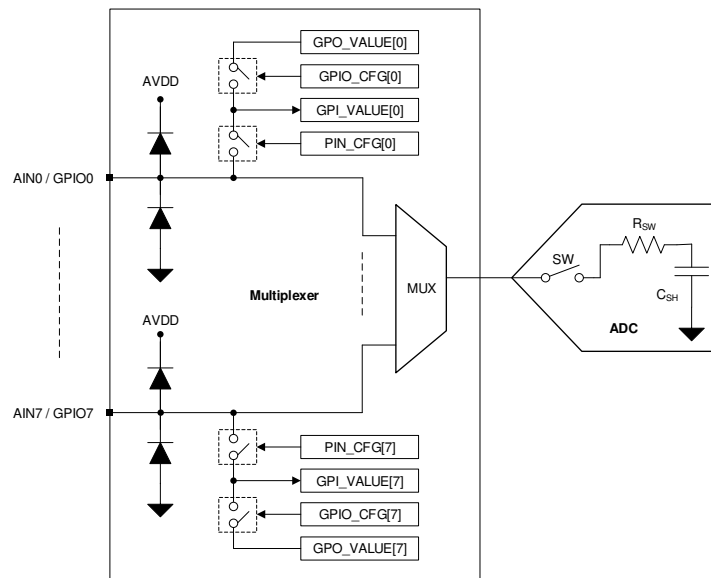 GPO_VALUE[0]
GPIO_CFG[0]
AVDD
GPI_VALUE[0]
PIN_CFG[0]
AIN0 / GPIO0
RSW
SW
Multiplexer
MUX
CSH
AVDD
ADC
AIN7 / GPIO7
PIN_CFG[7]
GPI_VALUE[7]
GPIO_CFG[7]
GPO_VALUE[7]